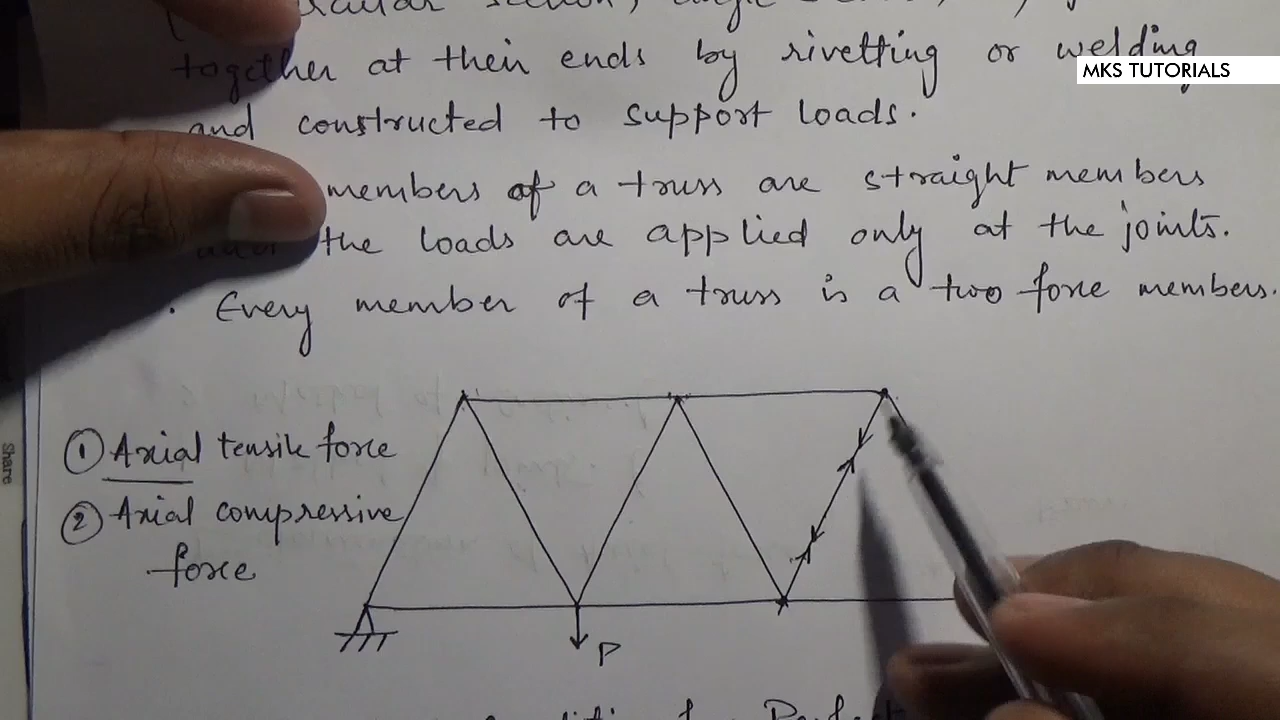 together at their ends by rivetting or welding
MKS TUTORIALS
and constructed to support loads.
members of a truss are straight members
the loads are applied only at the joints.
. Every member of a truss is a two force members.
① Axial tensile force
② Axial compressive
force
P
Share